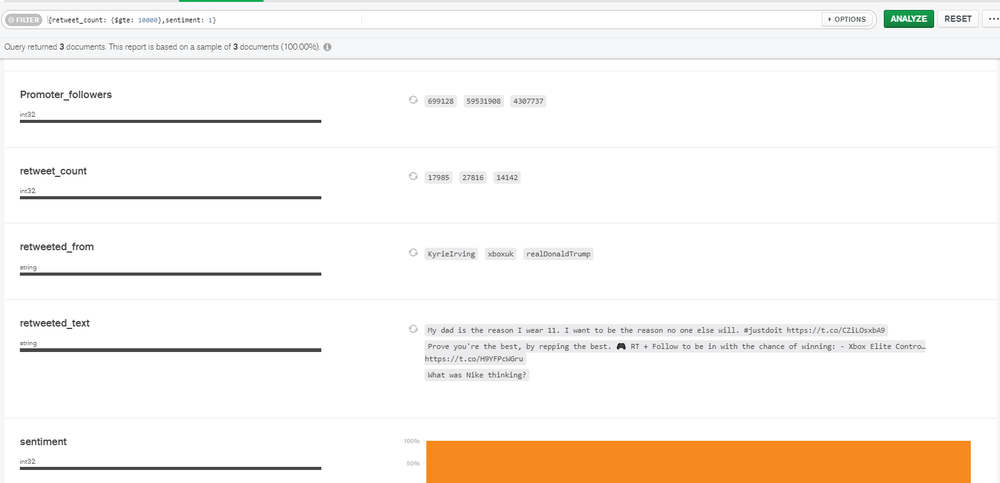 FILTER {retweet_count: {$gte: 10000},sentiment: 1} OPTIONS ANALYZE RESET ...
Query returned 3 documents. This report is based on a sample of 3 documents (100.00%).
Promoter_followers
int32
699128 59531908 4307737
retweet_count
int32
17985 27816 14142
retweeted_from
string
KyrieIrving xboxuk realDonaldTrump
retweeted_text
string
My dad is the reason I wear 11. I want to be the reason no one else will. #justdoit https://t.co/CZiLOsxbA9
Prove you're the best, by repping the best. 🎮 RT + Follow to be in with the chance of winning: - Xbox Elite Contro…
https://t.co/H9YFPcWGru
What was Nike thinking?
sentiment
int32
100%
50%